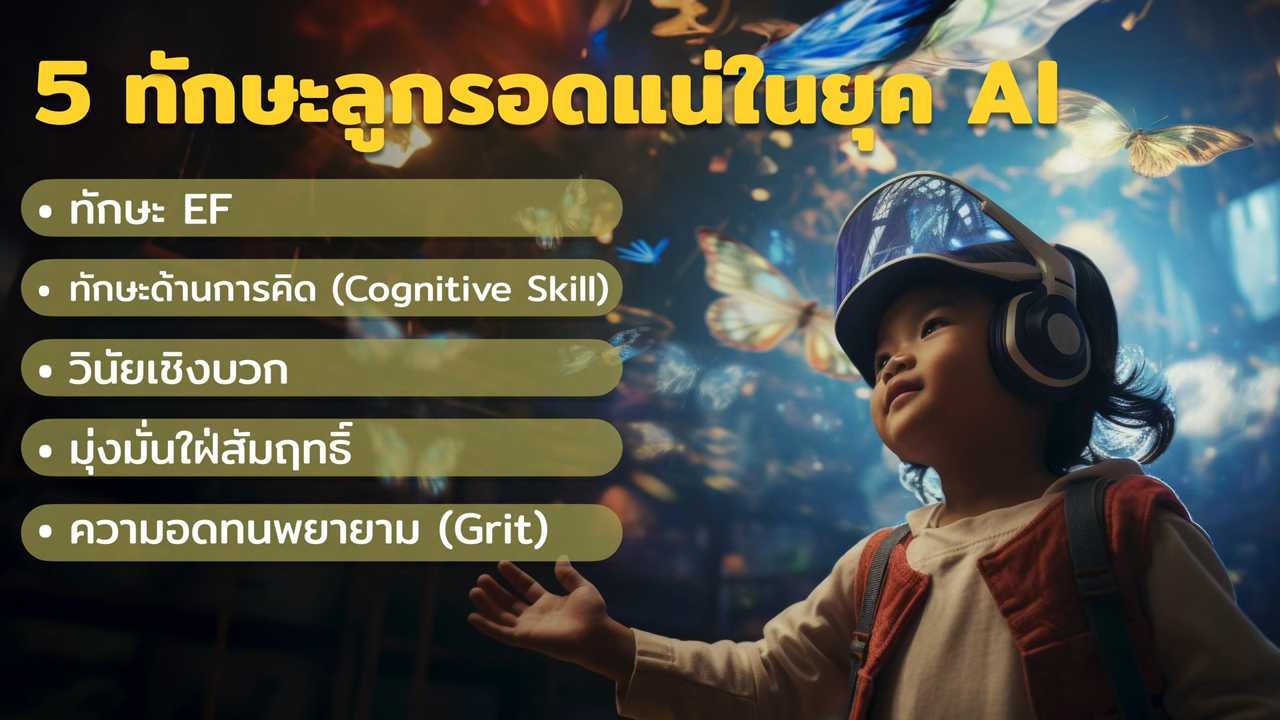 5 ทักษะลูกรอดแน่ในยุค AI
• ทักษะ EF
• ทักษะด้านการคิด (Cognitive Skill)
• วินัยเชิงบวก
• มุ่งมั่นใฝ่สัมฤทธิ์
• ความอดทนพยายาม (Grit)